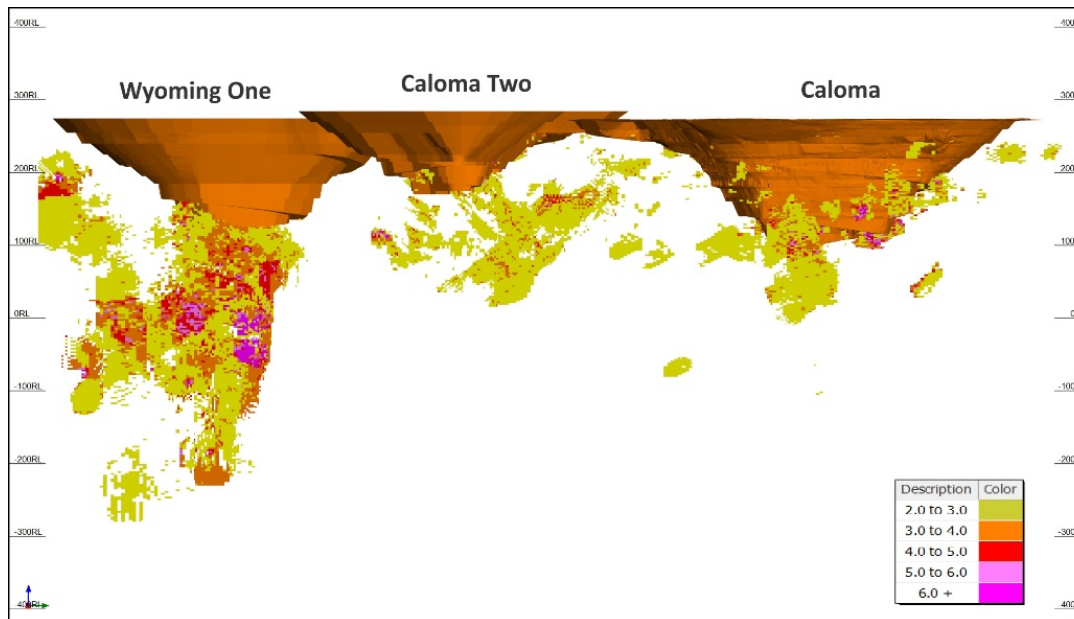 400RL
400
Wyoming One
Caloma Two
Caloma
300RL
300
200RL
200
100RL
100
0RL
0
-100RL
-100
-200RL
-200
Description Color
2.0 to 3.0
3.0 to 4.0
4.0 to 5.0
5.0 to 6.0
6.0 +
-300RL
-300
400RL
400